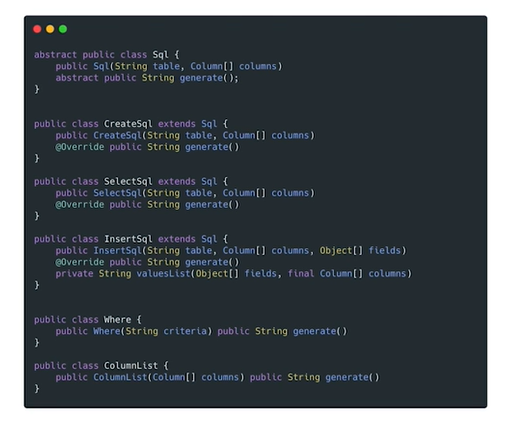 abstract public class Sql {
    public Sql(String table, Column[] columns)
    abstract public String generate();
}
public class CreateSql extends Sql {
    public CreateSql(String table, Column[] columns)
    @Override public String generate()
}
public class SelectSql extends Sql {
    public SelectSql(String table, Column[] columns)
    @Override public String generate()
}
public class InsertSql extends Sql {
    public InsertSql(String table, Column[] columns, Object[] fields)
    @Override public String generate()
    private String valuesList(Object[] fields, final Column[] columns)
}
public class Where {
    public Where(String criteria) public String generate()
}
public class ColumnList {
    public ColumnList(Column[] columns) public String generate()
}